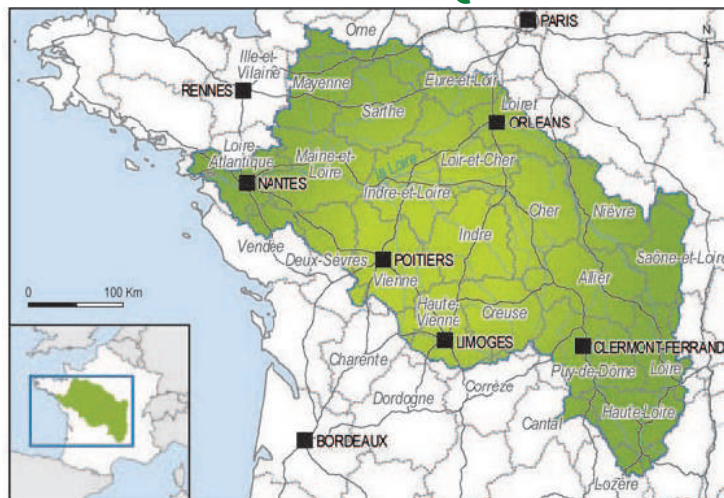 PARIS
Orne
N
Ille-et-
Vilaine
RENNES
Mayenne
Eure-et-Loir
Sarthe
Loiret
ORLEANS
Loire-
Atlantique
Maine-et-
Loire
la Loire
Loir-et-Cher
NANTES
Indre-et-Loire
Cher
Nièvre
Vendée
Indre
Deux-Sèvres
POITIERS
Saône-et-Loire
Vienne
Allier
0
100 Km
Haute-
Vienne
Creuse
LIMOGES
CLERMONT-FERRAND
Charente
Puy-de-Dôme
Loire
Dordogne
Corrèze
Cantal
Haute-Loire
BORDEAUX
Lozère